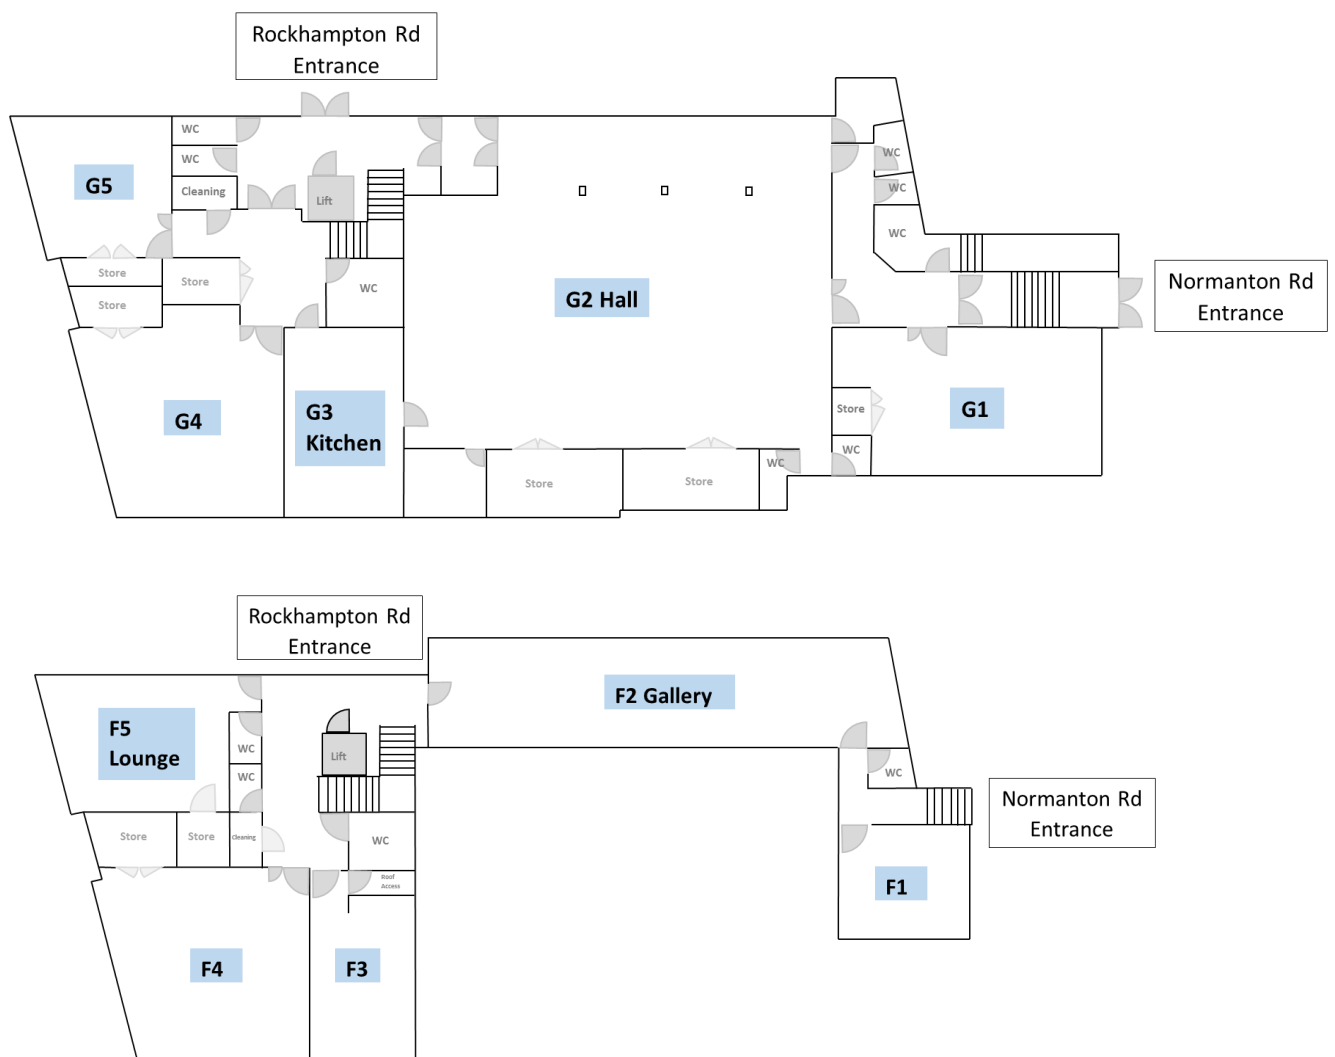 Rockhampton Rd
Entrance
WC
WC
WC
G5
Cleaning
WC
Lift
WC
Store
Store
WC
G2 Hall
Normanton Rd
Entrance
Store
G4
G3
Kitchen
Store
G1
WC
WC
Store
Store
Rockhampton Rd
Entrance
F2 Gallery
F5
Lounge
WC
Lift
WC
WC
Normanton Rd
Entrance
Store
Store
Cleaning
WC
Roof
Access
F1
F4
F3